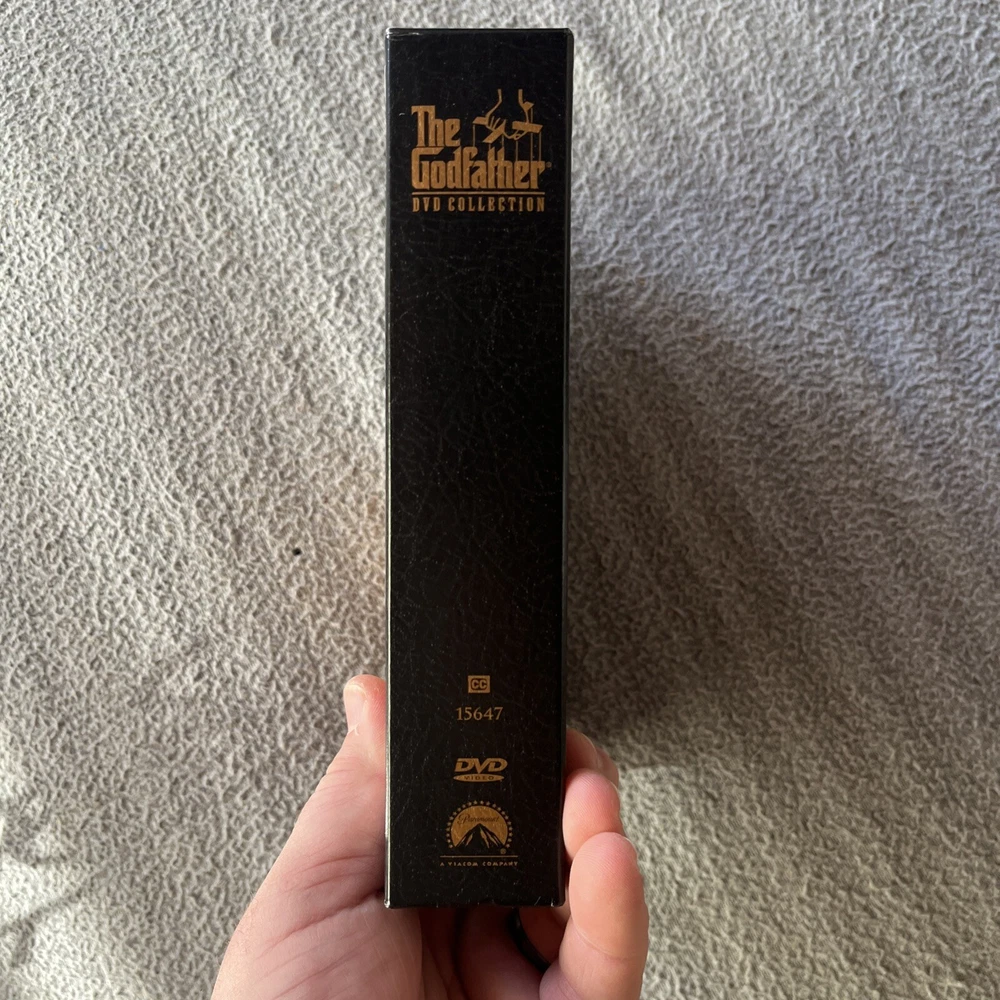 The
Godfather®
DVD COLLECTION
CC
15647
DVD
VIDEO
Paramount
A VIACOM COMPANY